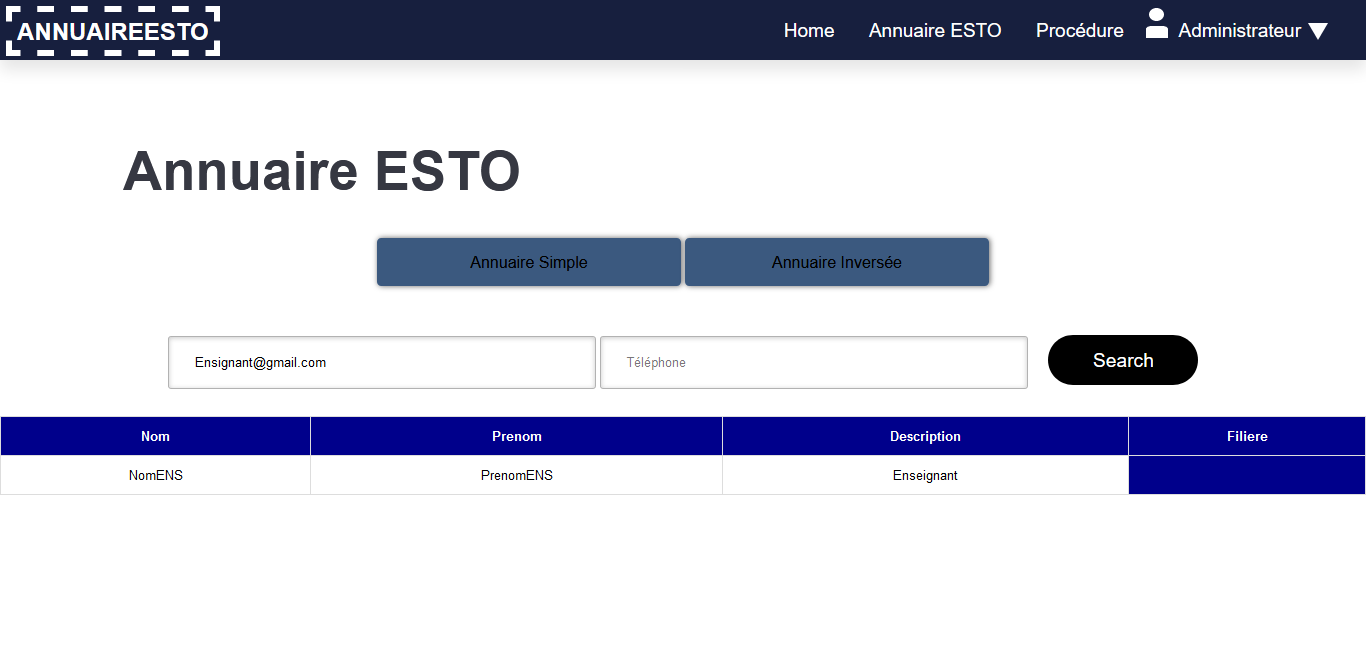 ANNUAIREESTO Home Annuaire ESTO Procédure Administrateur
Annuaire ESTO
Annuaire Simple Annuaire Inversée
Ensignant@gmail.com Téléphone Search
Nom Prenom Description Filiere
NomENS PrenomENS Enseignant